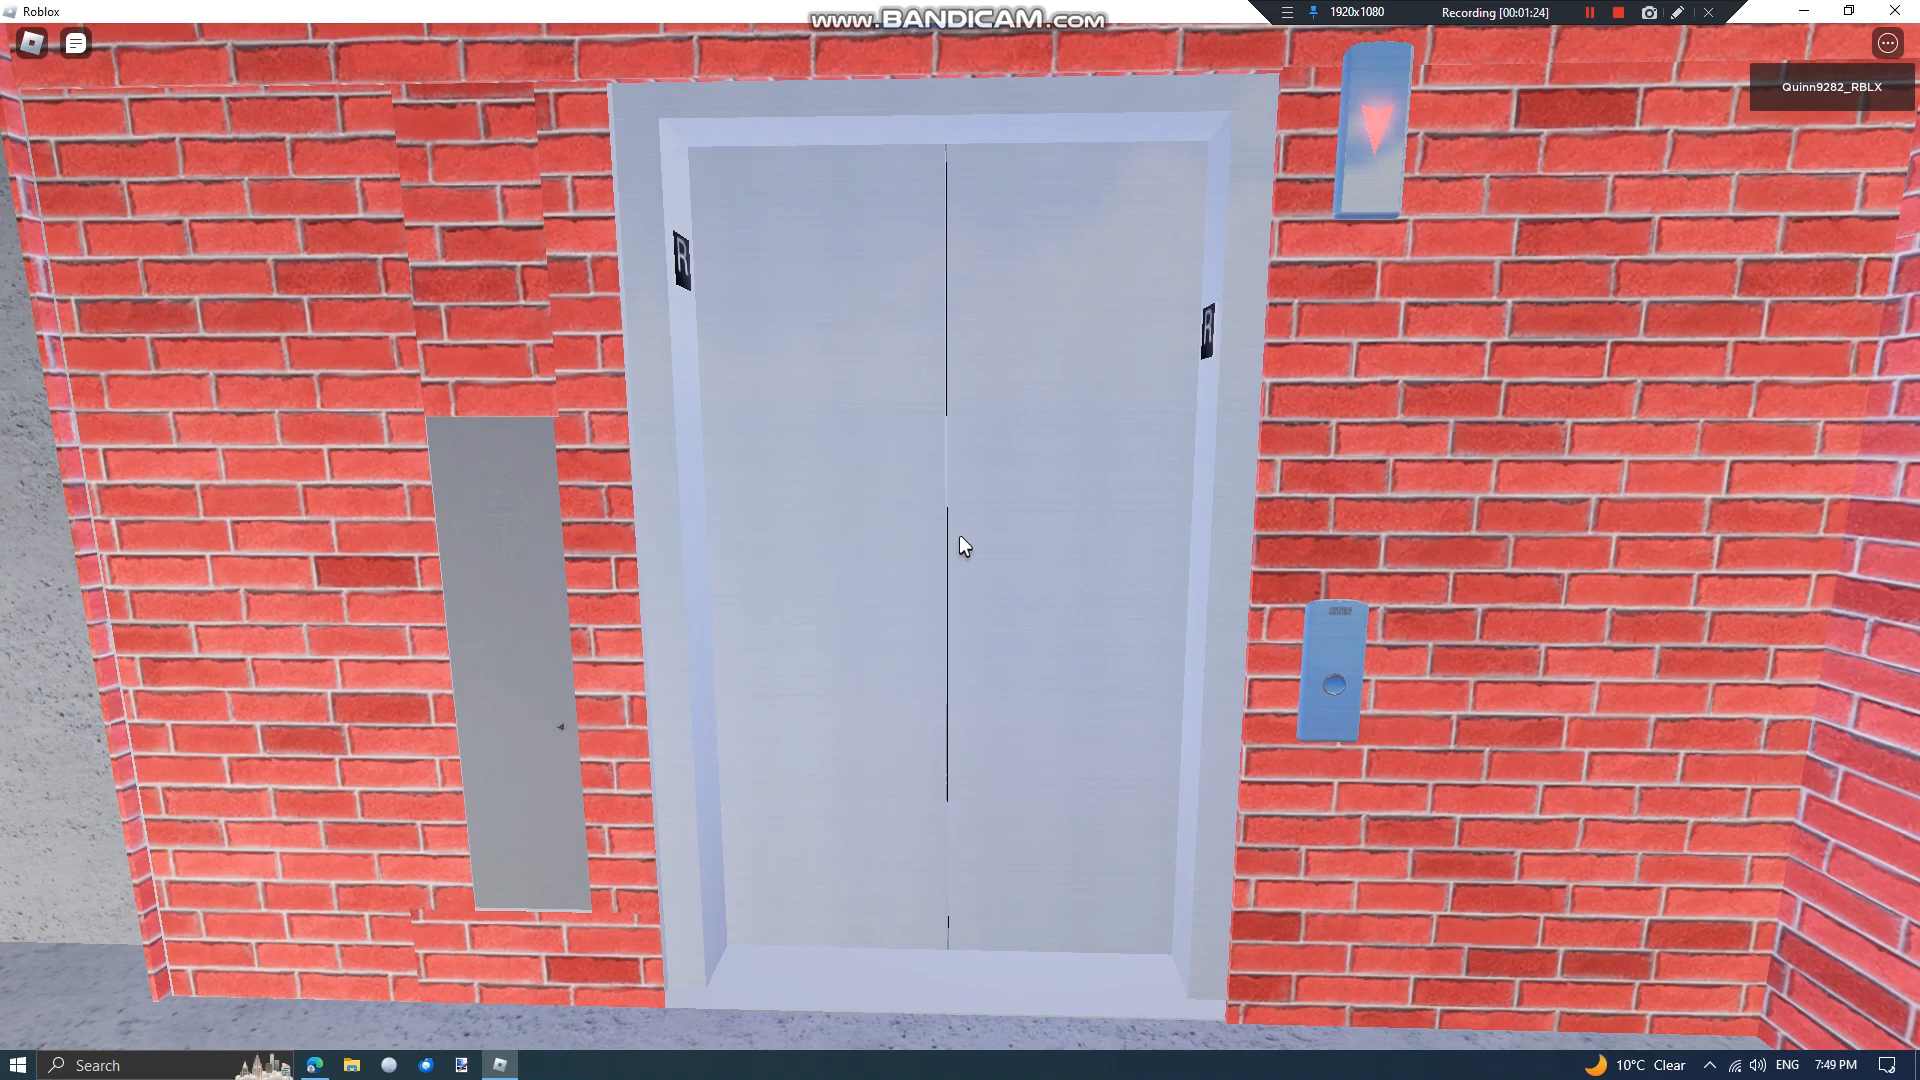 Roblox
www.BANDICAM.com
1920x1080
Recording [00:01:24]
Quinn9282_RBLX
R
R
Search
10°C Clear
ENG
7:49 PM